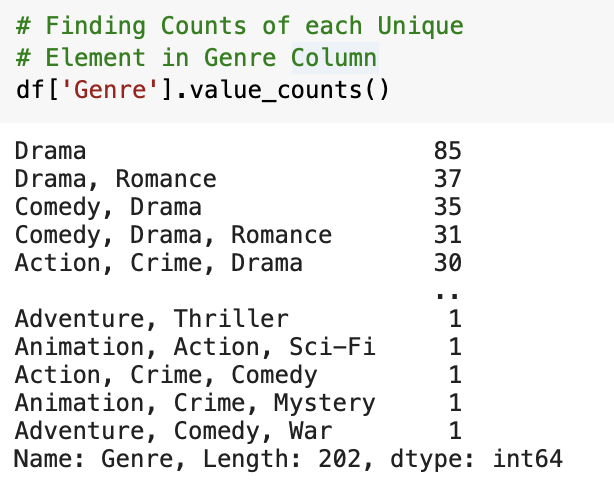 # Finding Counts of each Unique
# Element in Genre Column
df['Genre'].value_counts()
Drama 85
Drama, Romance 37
Comedy, Drama 35
Comedy, Drama, Romance 31
Action, Crime, Drama 30
..
Adventure, Thriller 1
Animation, Action, Sci-Fi 1
Action, Crime, Comedy 1
Animation, Crime, Mystery 1
Adventure, Comedy, War 1
Name: Genre, Length: 202, dtype: int64